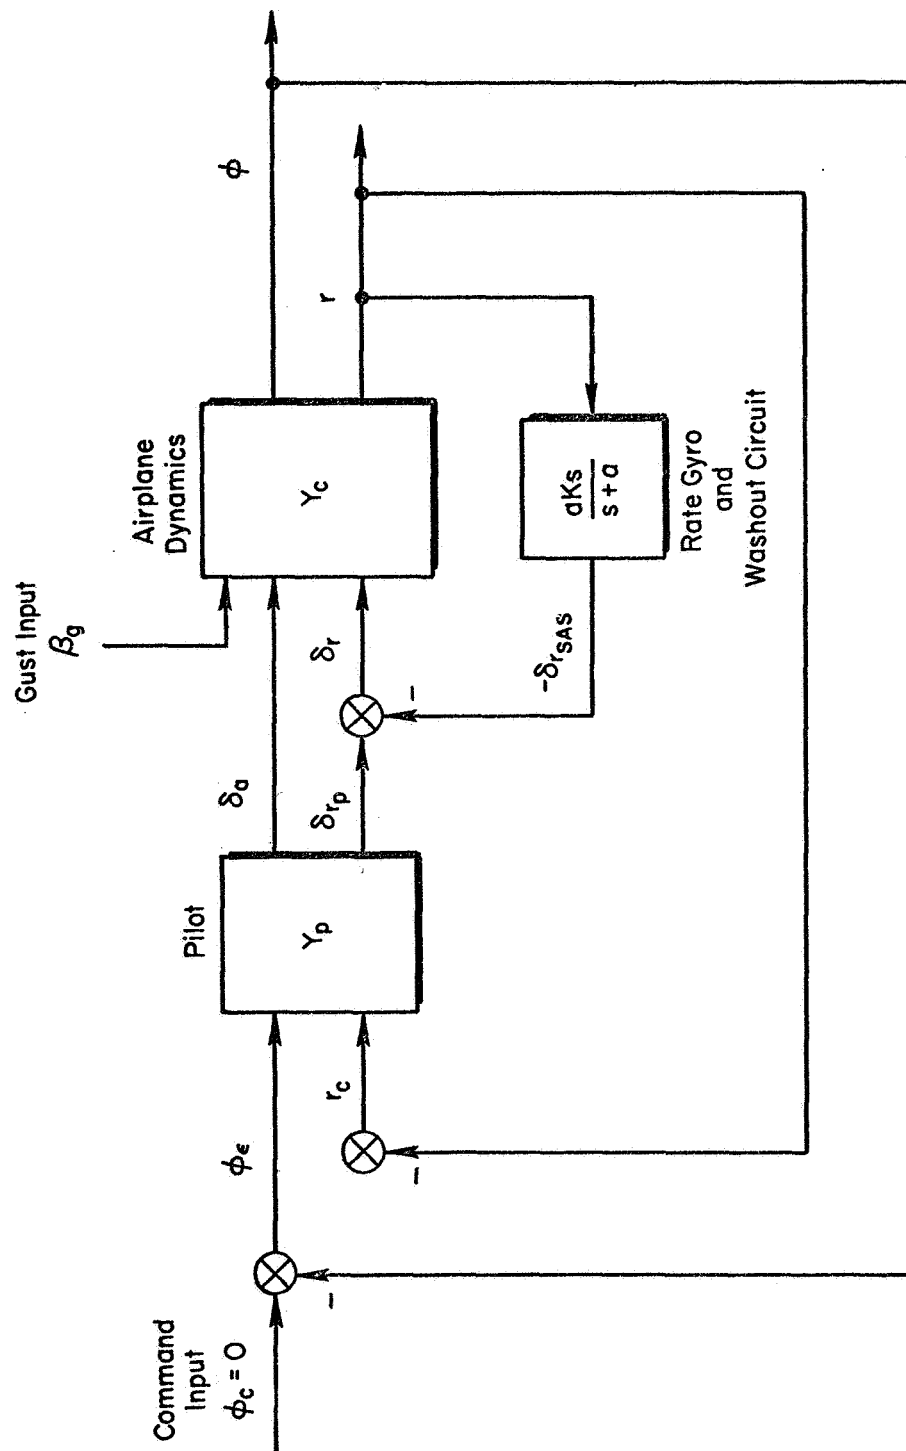 Command
Input
ϕc = 0
ϕϵ
rc
−
−
Pilot
Yp
δa
δrp
Gust Input
βg
δr
−
−δrSAS
Airplane
Dynamics
Yc
aKs
s + a
Rate Gyro
and
Washout Circuit
r
ϕ